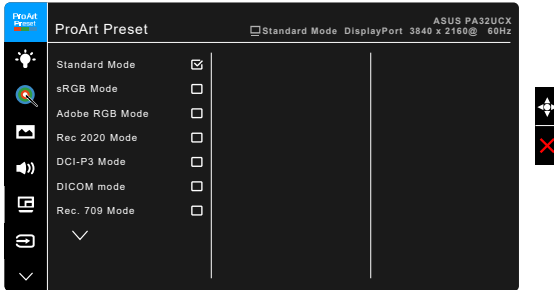 ProArt
Preset
ProArt Preset
ASUS PA32UCX
Standard Mode DisplayPort 3840 x 2160@ 60Hz
Standard Mode
sRGB Mode
Adobe RGB Mode
Rec 2020 Mode
DCI-P3 Mode
DICOM mode
Rec. 709 Mode